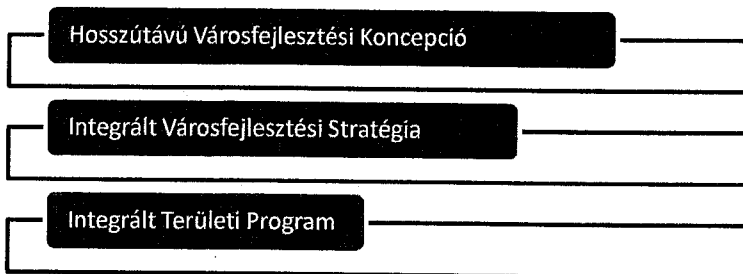 Hosszútávú Városfejlesztési Koncepció
Integrált Városfejlesztési Stratégia
Integrált Területi Program